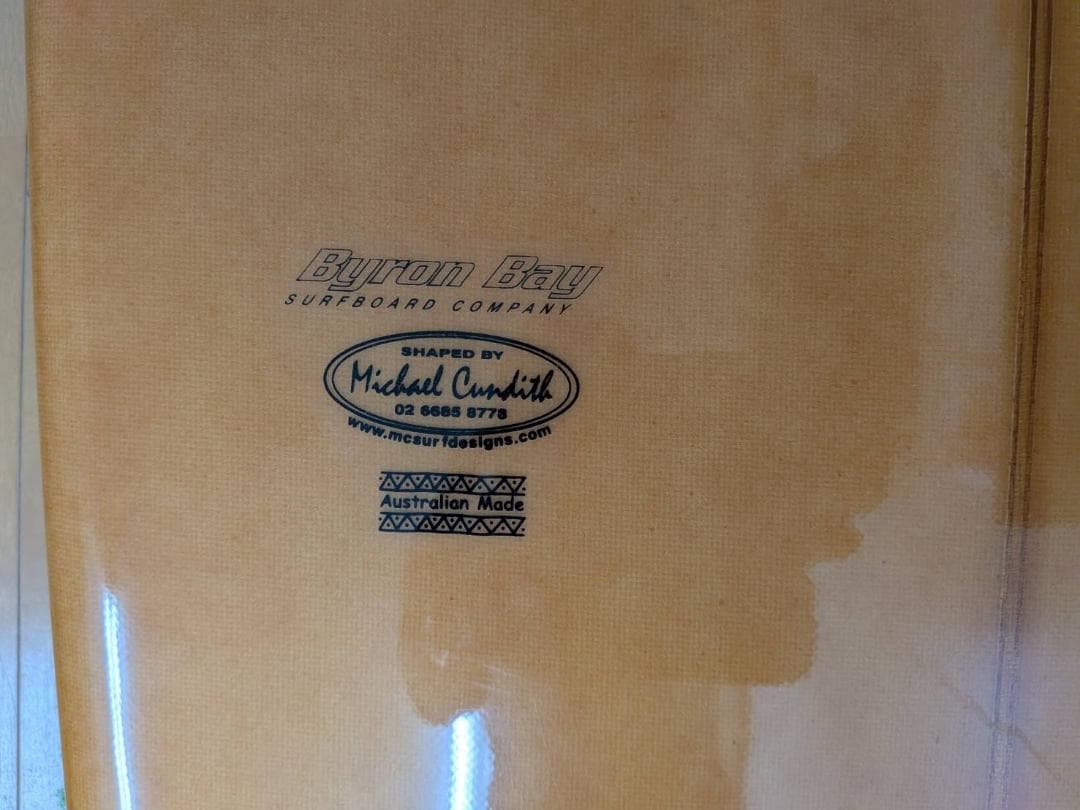 Byron Bay
SURFBOARD COMPANY
SHAPED BY
Michael Cundith
02 6685 8778
www.mcsurfdesigns.com
Australian Made